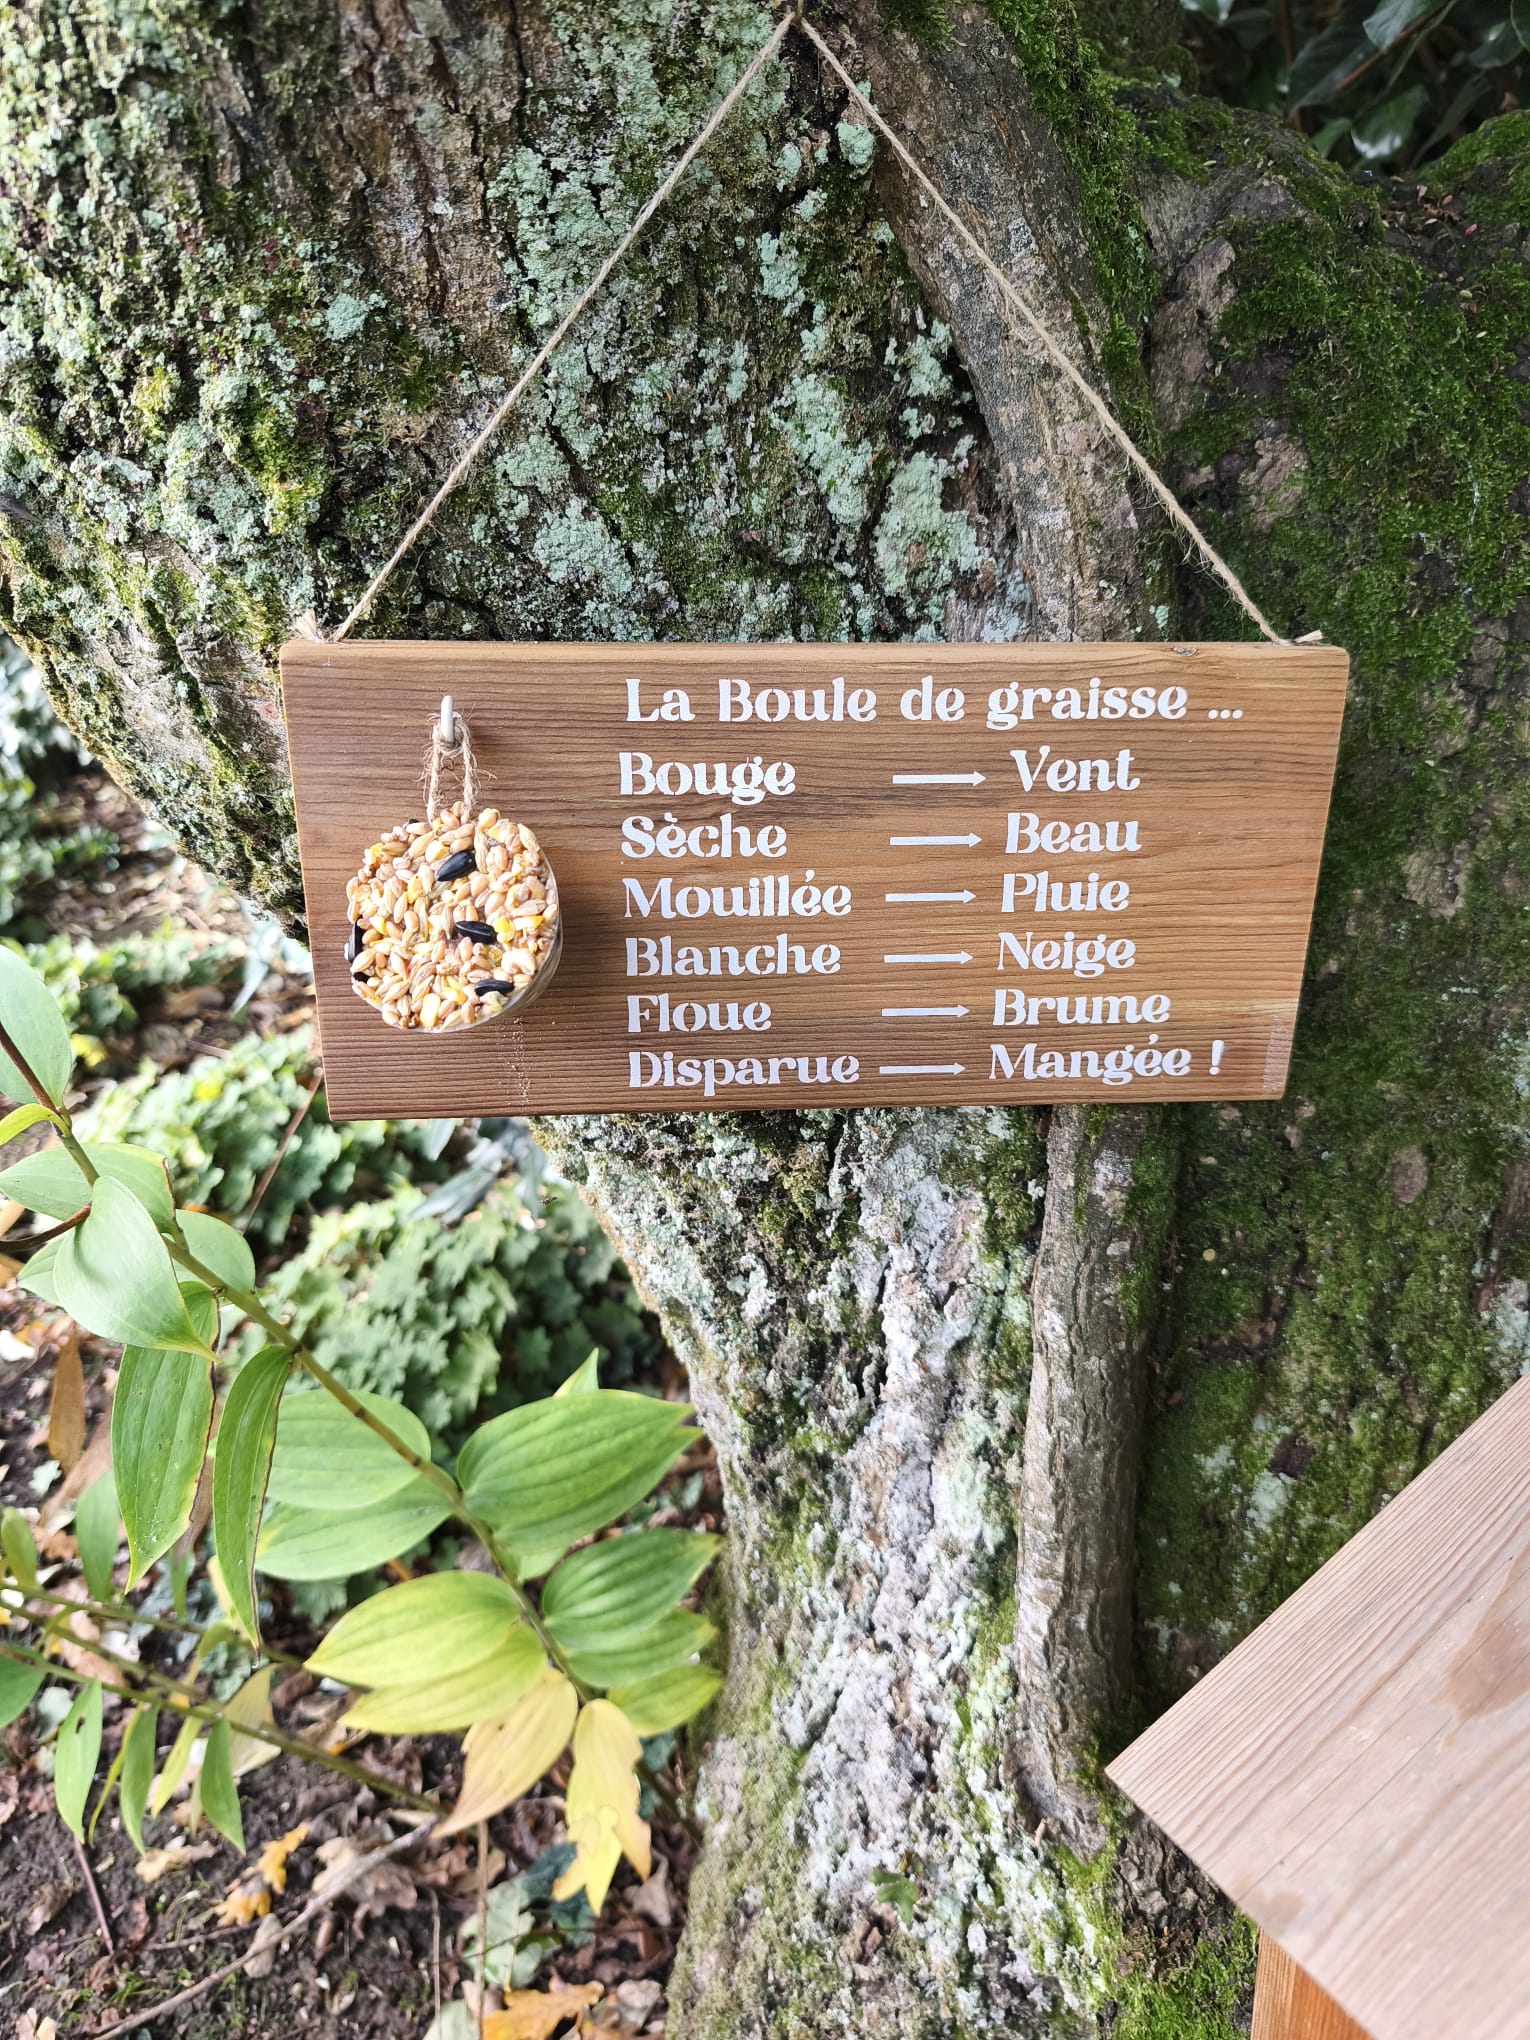 La Boule de graisse ...
Bouge → Vent
Sèche → Beau
Mouillée → Pluie
Blanche → Neige
Floue → Brume
Disparue → Mangée !